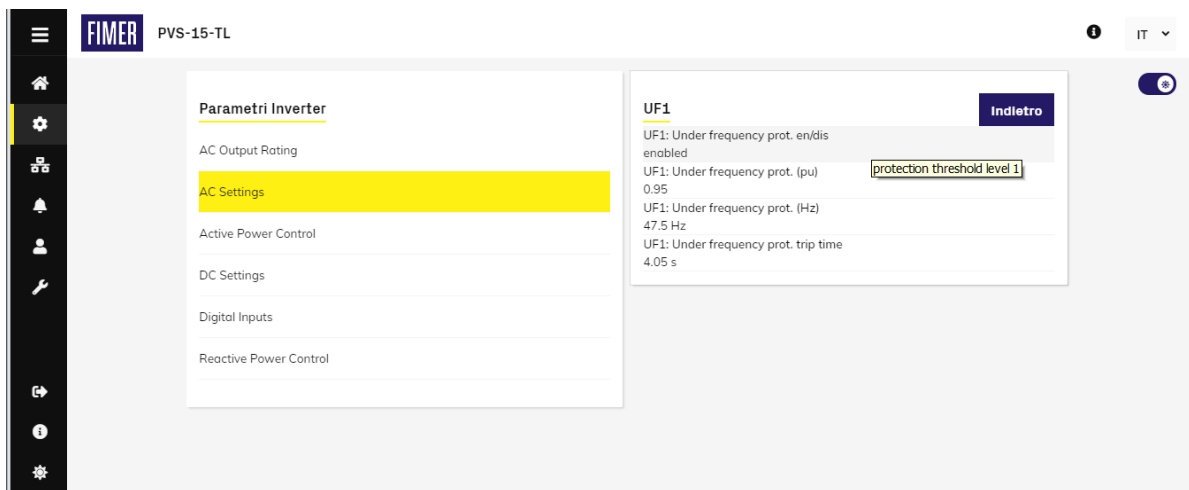 FIMER PVS-15-TL
IT
Parametri Inverter
AC Output Rating
AC Settings
Active Power Control
DC Settings
Digital Inputs
Reactive Power Control
UF1
Indietro
UF1: Under frequency prot. en/dis
enabled
protection threshold level 1
UF1: Under frequency prot. (pu)
0.95
UF1: Under frequency prot. (Hz)
47.5 Hz
UF1: Under frequency prot. trip time
4.05 s